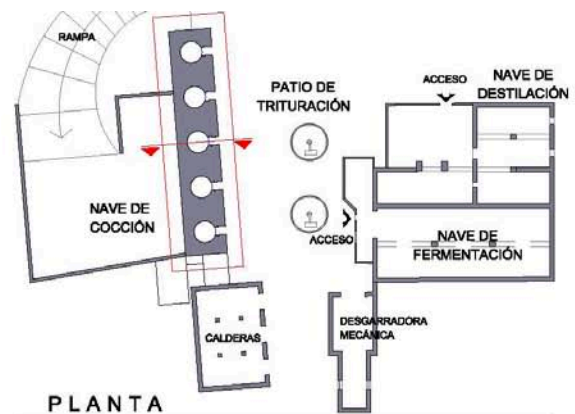 RAMPA
PATIO DE
TRITURACIÓN
ACCESO
NAVE DE
DESTILACIÓN
NAVE DE
COCCIÓN
ACCESO
NAVE DE
FERMENTACIÓN
CALDERAS
DESGARRADORA
MECÁNICA
PLANTA